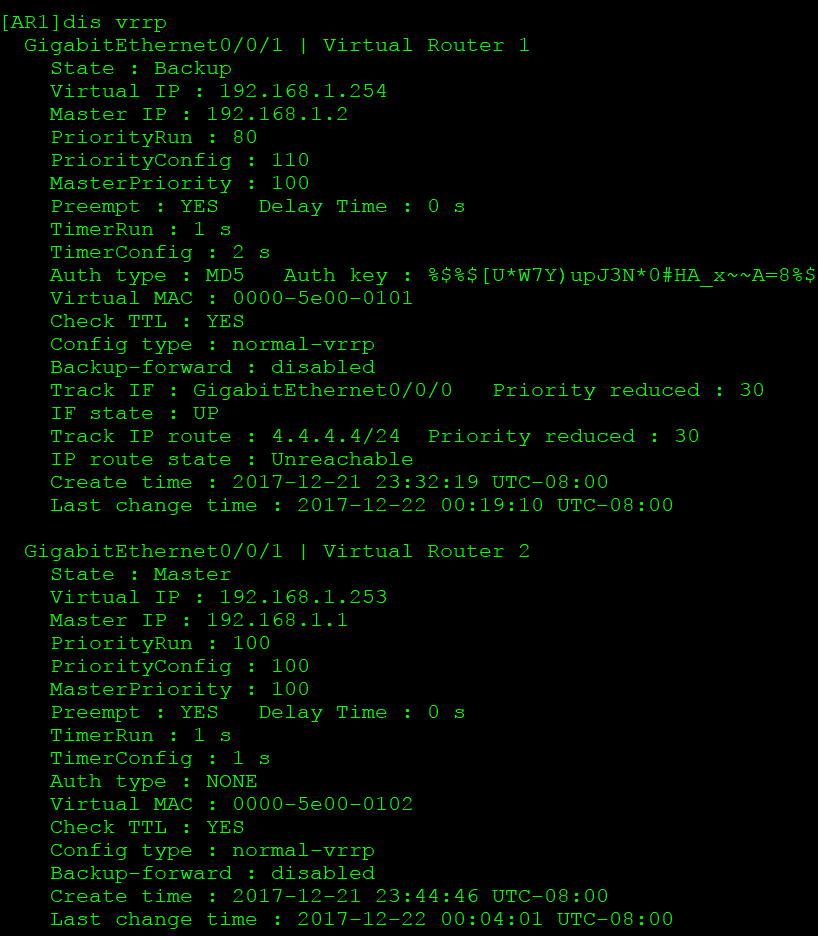 [AR1]dis vrrp
GigabitEthernet0/0/1 | Virtual Router 1
State : Backup
Virtual IP : 192.168.1.254
Master IP : 192.168.1.2
PriorityRun : 80
PriorityConfig : 110
MasterPriority : 100
Preempt : YES   Delay Time : 0 s
TimerRun : 1 s
TimerConfig : 2 s
Auth type : MD5   Auth key : %$%$[U*W7Y)upJ3N*0#HA_x~~A=8%$
Virtual MAC : 0000-5e00-0101
Check TTL : YES
Config type : normal-vrrp
Backup-forward : disabled
Track IF : GigabitEthernet0/0/0   Priority reduced : 30
IF state : UP
Track IP route : 4.4.4.4/24  Priority reduced : 30
IP route state : Unreachable
Create time : 2017-12-21 23:32:19 UTC-08:00
Last change time : 2017-12-22 00:19:10 UTC-08:00
GigabitEthernet0/0/1 | Virtual Router 2
State : Master
Virtual IP : 192.168.1.253
Master IP : 192.168.1.1
PriorityRun : 100
PriorityConfig : 100
MasterPriority : 100
Preempt : YES   Delay Time : 0 s
TimerRun : 1 s
TimerConfig : 1 s
Auth type : NONE
Virtual MAC : 0000-5e00-0102
Check TTL : YES
Config type : normal-vrrp
Backup-forward : disabled
Create time : 2017-12-21 23:44:46 UTC-08:00
Last change time : 2017-12-22 00:04:01 UTC-08:00